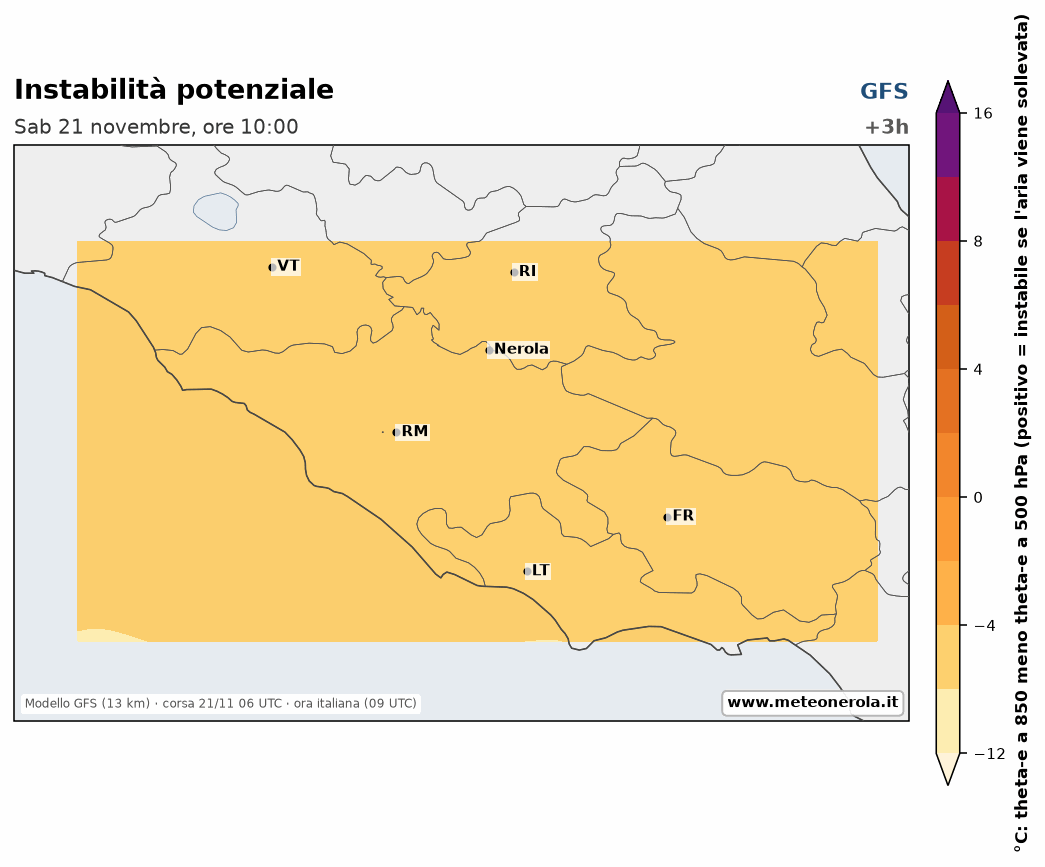 Instabilità potenziale
GFS
Sab 21 novembre, ore 10:00
+3h
VT
RI
Nerola
RM
FR
LT
Modello GFS (13 km) · corsa 21/11 06 UTC · ora italiana (09 UTC)
www.meteonerola.it
16
8
4
0
−4
−12
°C: theta-e a 850 meno theta-e a 500 hPa (positivo = instabile se l'aria viene sollevata)